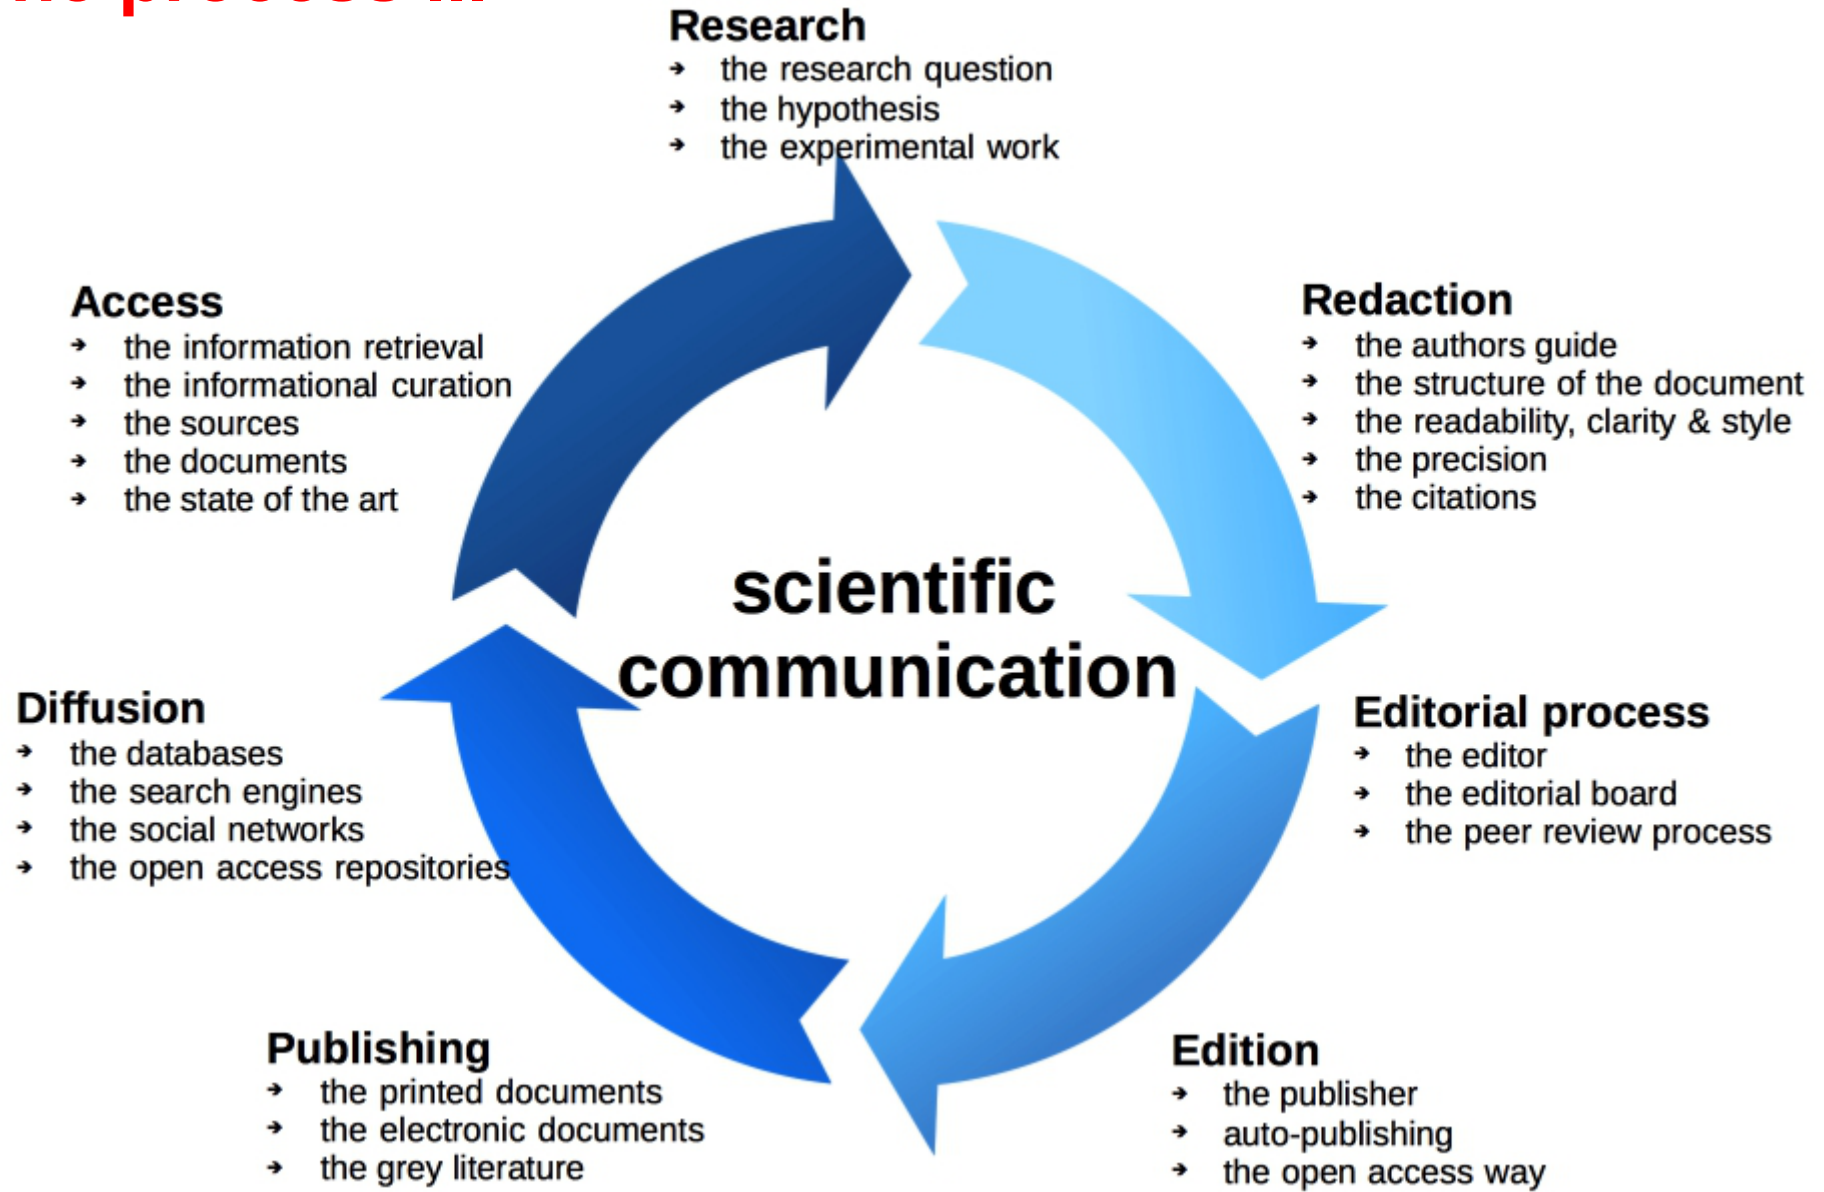 process ...
Research
➔ the research question
➔ the hypothesis
➔ the experimental work
Redaction
➔ the authors guide
➔ the structure of the document
➔ the readability, clarity & style
➔ the precision
➔ the citations
Editorial process
➔ the editor
➔ the editorial board
➔ the peer review process
Edition
➔ the publisher
➔ auto-publishing
➔ the open access way
Publishing
➔ the printed documents
➔ the electronic documents
➔ the grey literature
Diffusion
➔ the databases
➔ the search engines
➔ the social networks
➔ the open access repositories
Access
➔ the information retrieval
➔ the informational curation
➔ the sources
➔ the documents
➔ the state of the art
scientific
communication